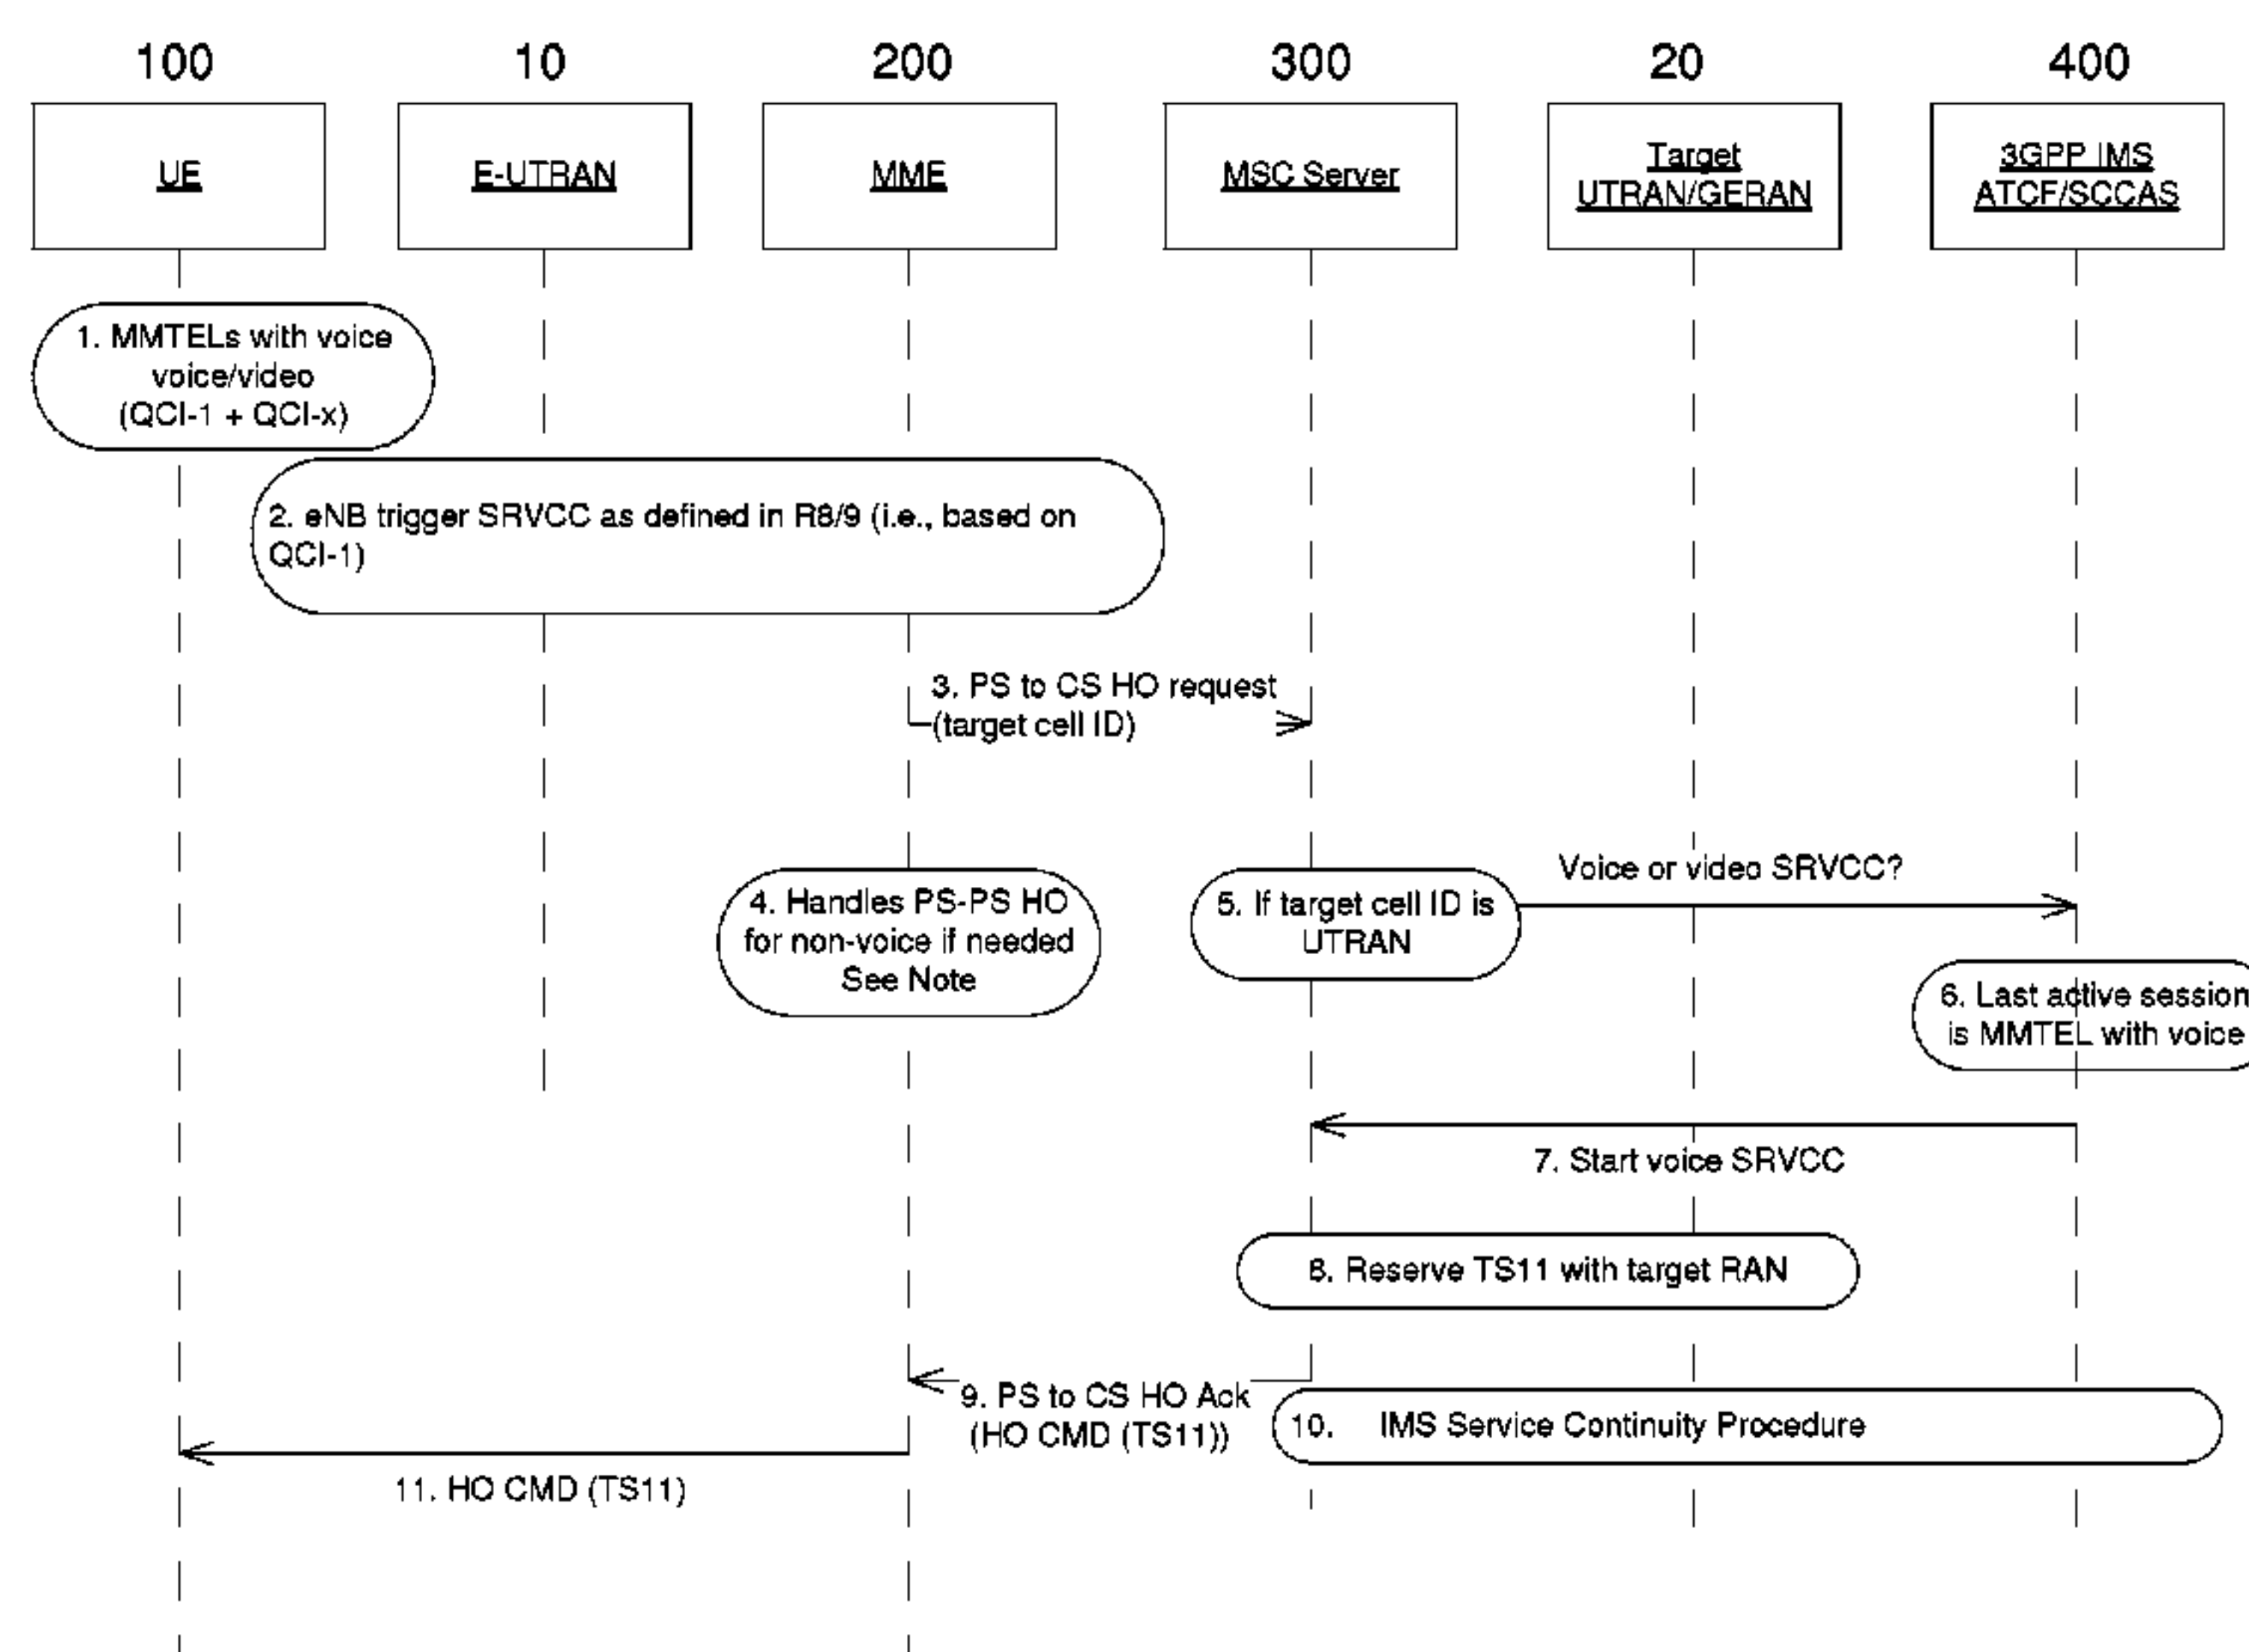 100
10
200
300
20
400
UE
E-UTRAN
MME
MSC Server
Target
UTRAN/GERAN
3GPP IMS
ATCF/SCCAS
1. MMTELs with voice
voice/video
(QCI-1 + QCI-x)
2. eNB trigger SRVCC as defined in R8/9 (i.e., based on
QCI-1)
3. PS to CS HO request
(target cell ID)
4. Handles PS-PS HO
for non-voice if needed
See Note
5. If target cell ID is
UTRAN
Voice or video SRVCC?
6. Last active session
is MMTEL with voice
7. Start voice SRVCC
8. Reserve TS11 with target RAN
9. PS to CS HO Ack
(HO CMD (TS11))
10. IMS Service Continuity Procedure
11. HO CMD (TS11)